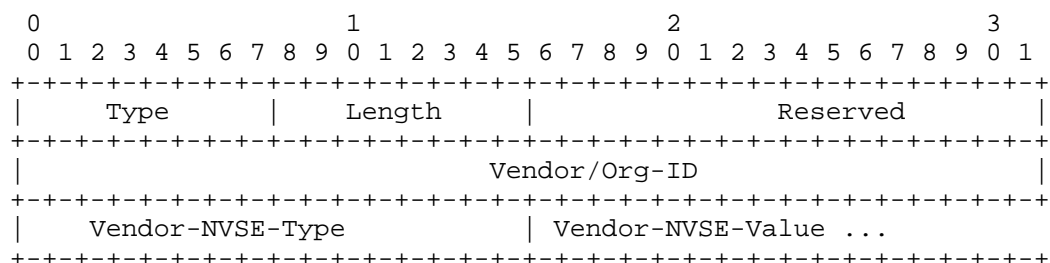 0                   1                   2                   3
 0 1 2 3 4 5 6 7 8 9 0 1 2 3 4 5 6 7 8 9 0 1 2 3 4 5 6 7 8 9 0 1
+-+-+-+-+-+-+-+-+-+-+-+-+-+-+-+-+-+-+-+-+-+-+-+-+-+-+-+-+-+-+-+-+
|     Type      |    Length     |               Reserved        |
+-+-+-+-+-+-+-+-+-+-+-+-+-+-+-+-+-+-+-+-+-+-+-+-+-+-+-+-+-+-+-+-+
|                             Vendor/Org-ID                     |
+-+-+-+-+-+-+-+-+-+-+-+-+-+-+-+-+-+-+-+-+-+-+-+-+-+-+-+-+-+-+-+-+
|    Vendor-NVSE-Type           | Vendor-NVSE-Value ...
+-+-+-+-+-+-+-+-+-+-+-+-+-+-+-+-+-+-+-+-+-+-+-+-+-+-+-+-+-+-+-+-+